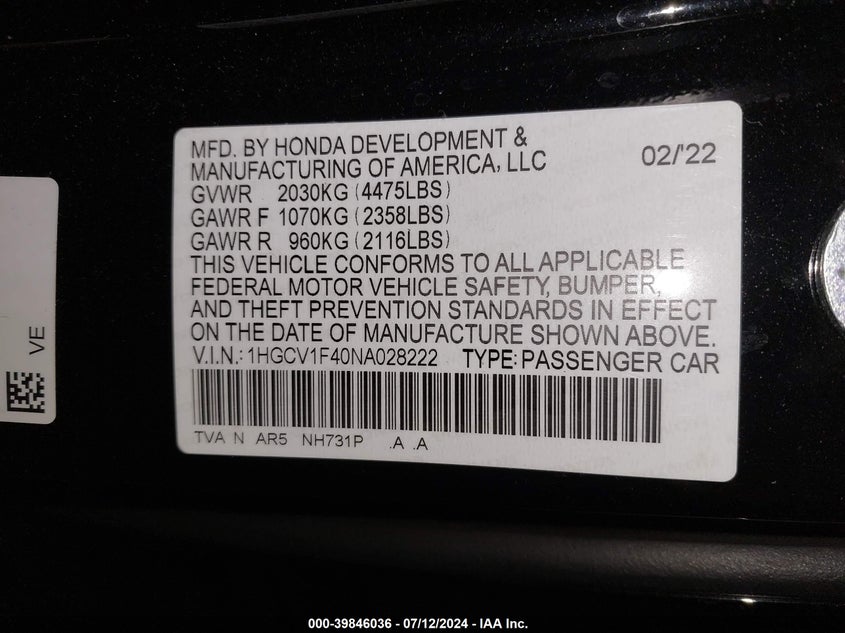 MFD. BY HONDA DEVELOPMENT &
MANUFACTURING OF AMERICA, LLC
02/'22
GVWR 2030KG (4475LBS)
GAWR F 1070KG (2358LBS)
GAWR R 960KG (2116LBS)
THIS VEHICLE CONFORMS TO ALL APPLICABLE
FEDERAL MOTOR VEHICLE SAFETY, BUMPER,
AND THEFT PREVENTION STANDARDS IN EFFECT
ON THE DATE OF MANUFACTURE SHOWN ABOVE.
V.I.N.: 1HGCV1F40NA028222 TYPE: PASSENGER CAR
TVA N AR5 NH731P .A .A
VE
000-39846036 - 07/12/2024 - IAA Inc.